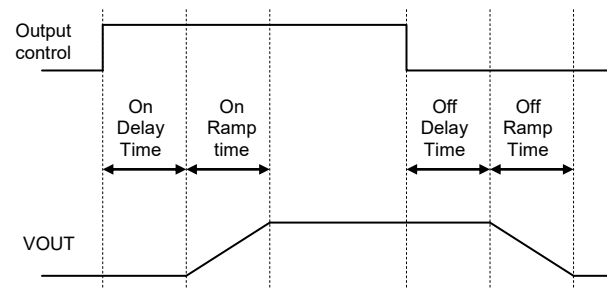 Output
control
On
Delay
Time
On
Ramp
time
Off
Delay
Time
Off
Ramp
Time
VOUT